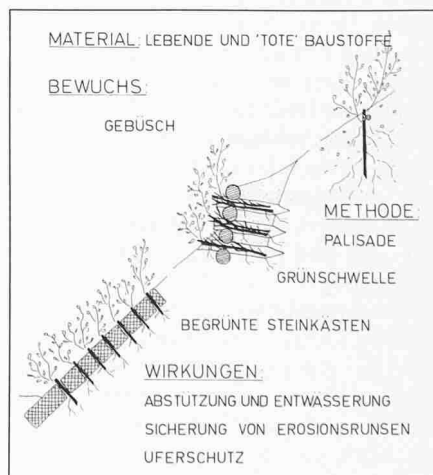 MATERIAL: LEBENDE UND 'TOTE' BAUSTOFFE
BEWUCHS:
GEBÜSCH
METHODE:
PALISADE
GRÜNSCHWELLE
BEGRÜNTE STEINKÄSTEN
WIRKUNGEN:
ABSTÜTZUNG UND ENTWÄSSERUNG
SICHERUNG VON EROSIONSRUNSEN
UFERSCHUTZ